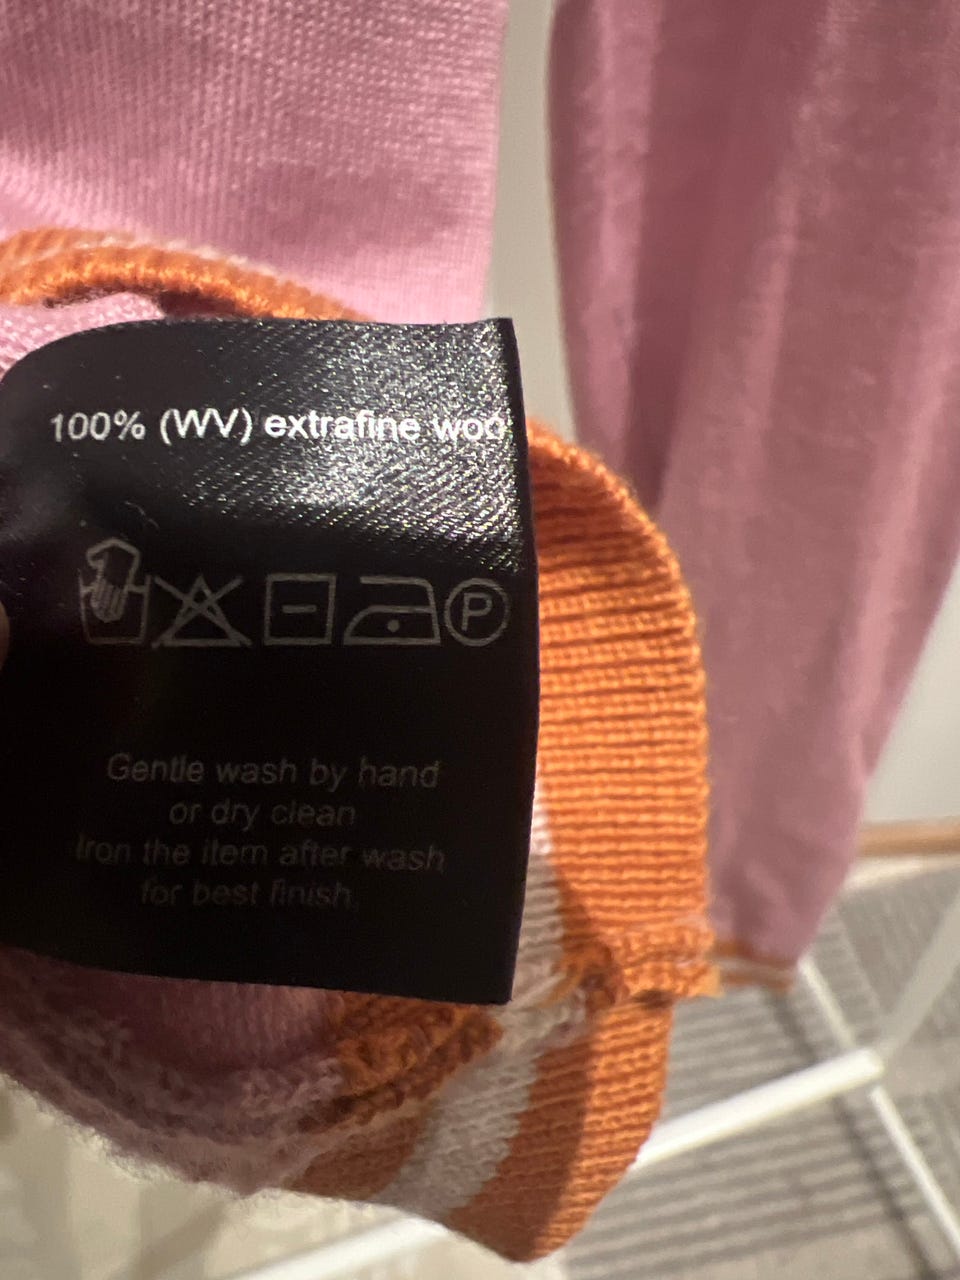 100% (WV) extrafine woo
P
Gentle wash by hand
or dry clean
Iron the item after wash
for best finish.